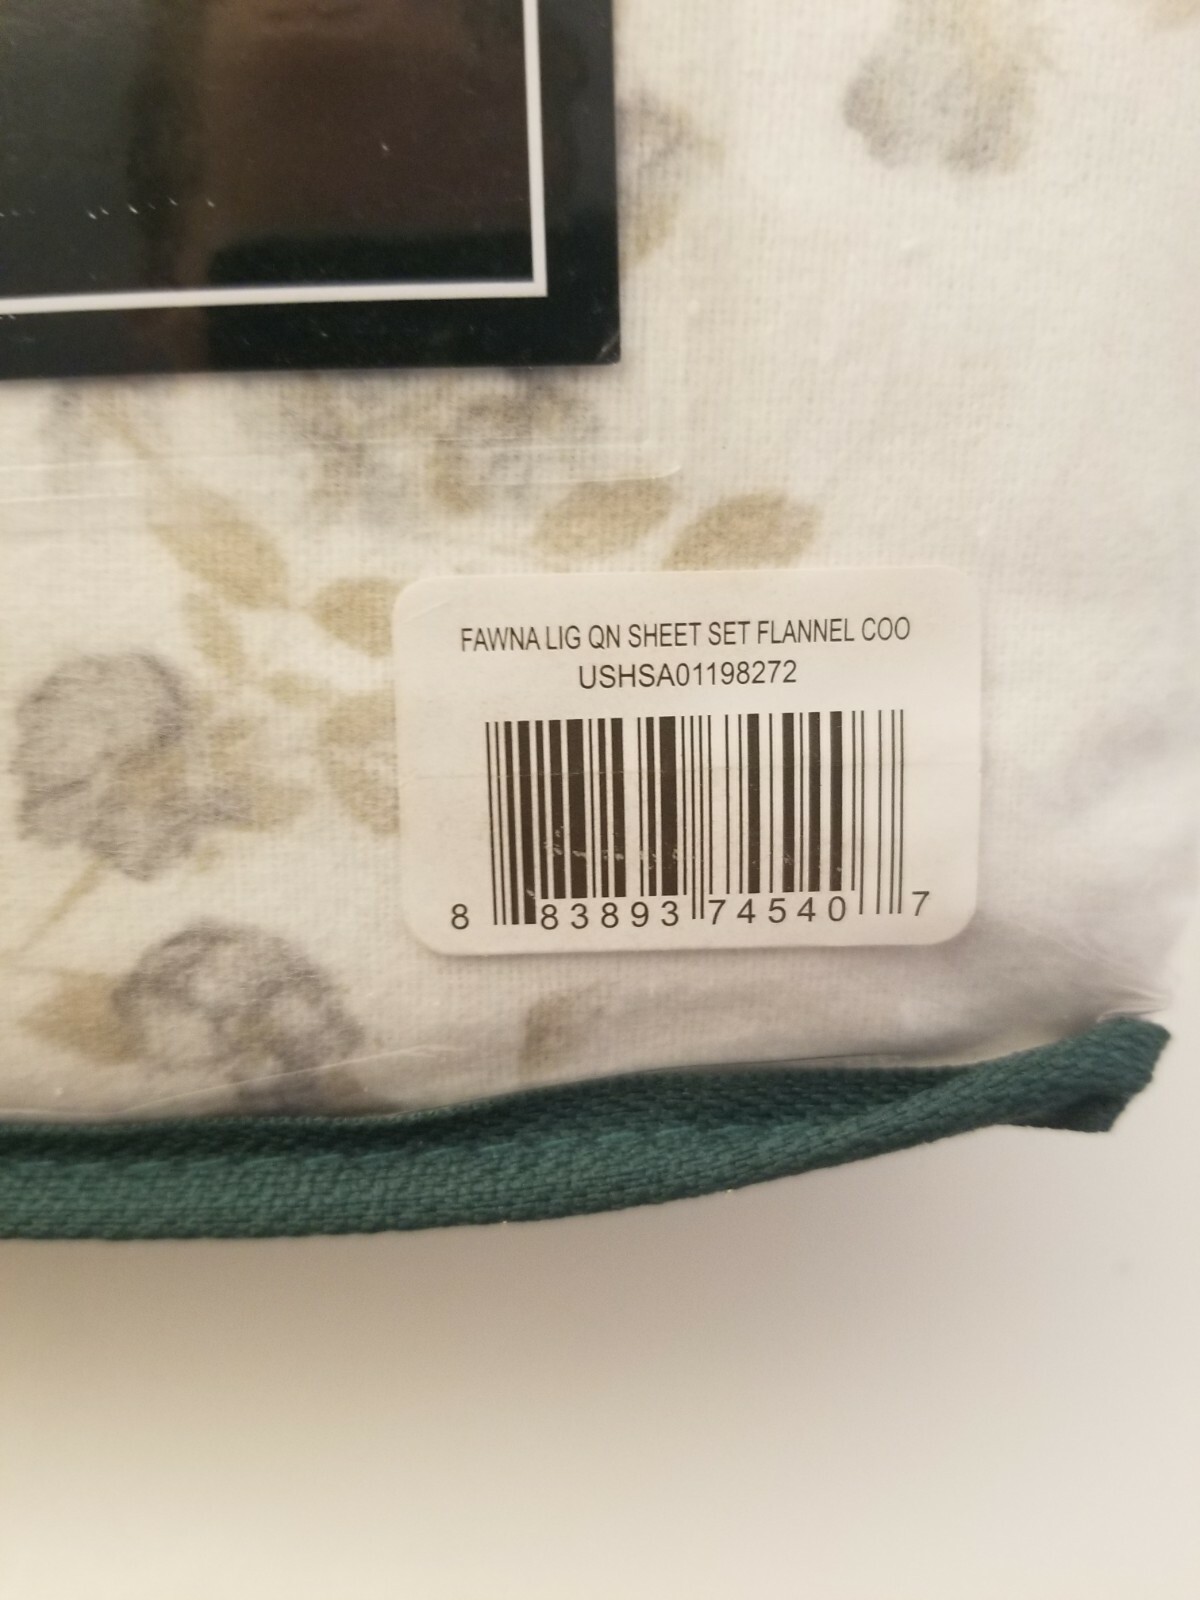 FAWNA LIG QN SHEET SET FLANNEL COO
USHSA01198272
8 83893 74540 7